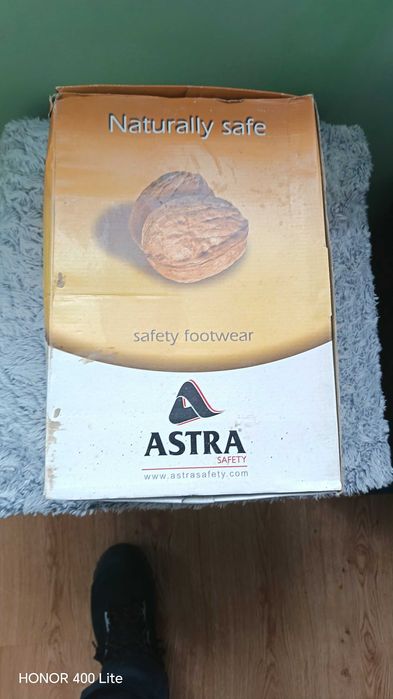 Naturally safe
safety footwear
ASTRA
SAFETY
www.astrasafety.com
HONOR 400 Lite